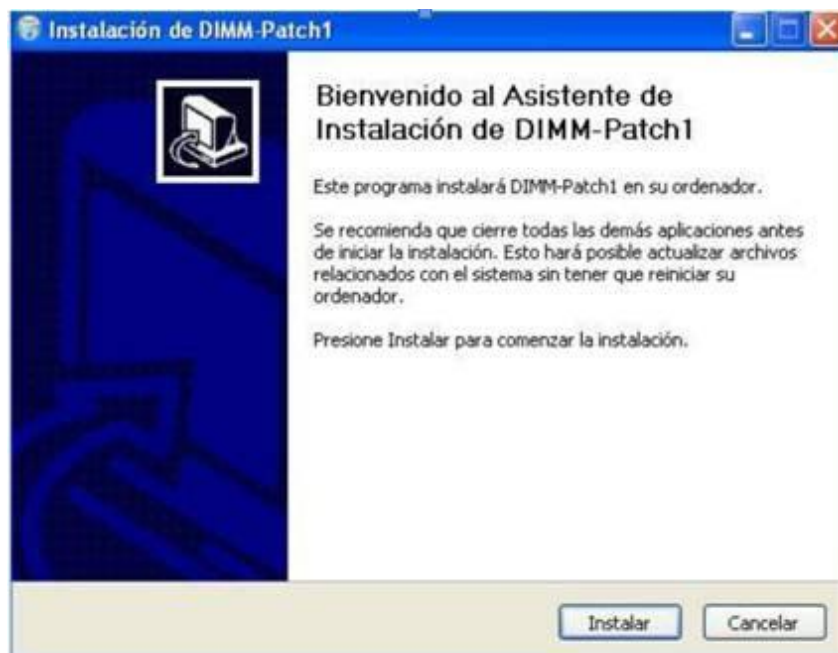 Instalación de DIMM-Patch1
Bienvenido al Asistente de
Instalación de DIMM-Patch1
Este programa instalará DIMM-Patch1 en su ordenador.
Se recomienda que cierre todas las demás aplicaciones antes
de iniciar la instalación. Esto hará posible actualizar archivos
relacionados con el sistema sin tener que reiniciar su
ordenador.
Presione Instalar para comenzar la instalación.
Instalar
Cancelar